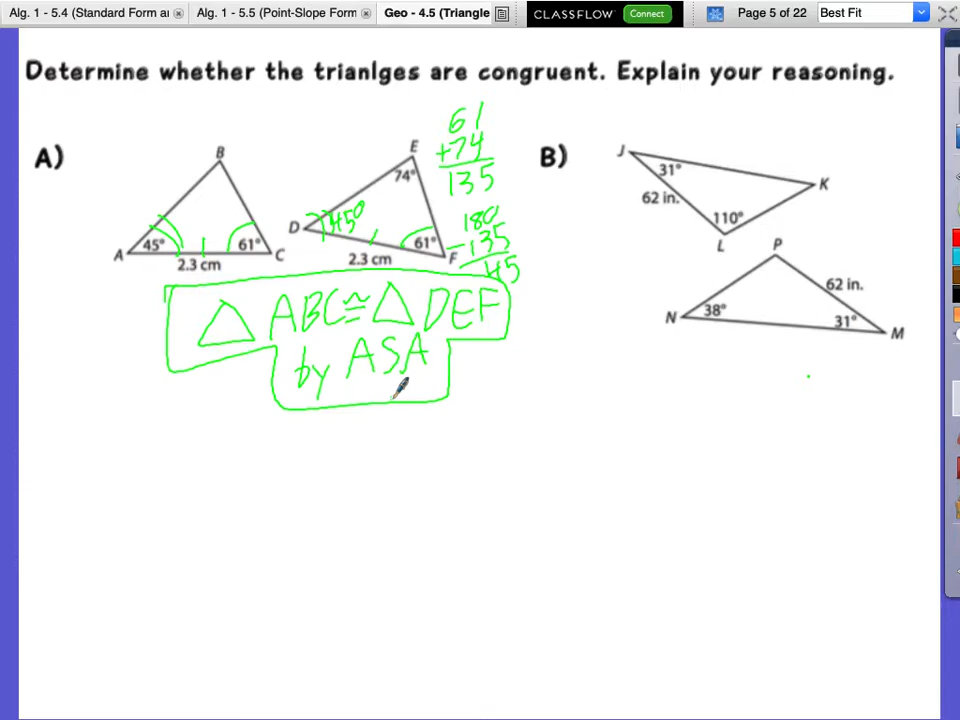 Alg. 1 - 5.4 (Standard Form ar
Alg. 1 - 5.5 (Point-Slope Form
Geo - 4.5 (Triangle
CLASSFLOW
Connect
Page 5 of 22
Best Fit
Determine whether the trianlges are congruent. Explain your reasoning.
A)
B
A
45°
61°
C
2.3 cm
E
74°
D
45°
61°
F
2.3 cm
61
+74
135
180
-135
45
△ ABC ≅ △ DEF
by ASA
B)
J
31°
K
62 in.
110°
L
P
62 in.
N
38°
31°
M